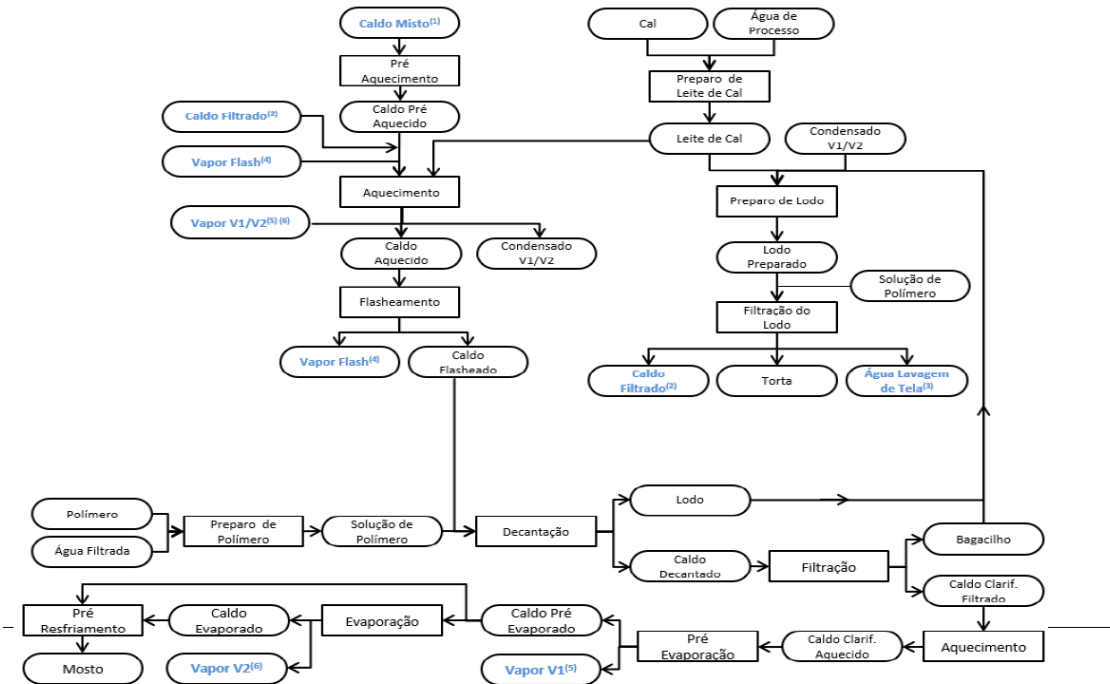 Caldo Misto(1)
Cal
Água de
Processo
Pré
Aquecimento
Preparo de
Leite de Cal
Caldo Filtrado(2)
Caldo Pré
Aquecido
Leite de Cal
Condensado
V1/V2
Vapor Flash(4)
Aquecimento
Preparo de Lodo
Vapor V1/V2(5) (6)
Caldo
Aquecido
Condensado
V1/V2
Lodo
Preparado
Solução de
Polímero
Flasheamento
Filtração do
Lodo
Vapor Flash(4)
Caldo
Flasheado
Caldo
Filtrado(2)
Torta
Água Lavagem
de Tela(3)
Polímero
Água Filtrada
Preparo de
Polímero
Solução de
Polímero
Decantação
Lodo
Caldo
Decantado
Filtração
Bagacilho
Caldo Clarif.
Filtrado
Pré
Resfriamento
Caldo
Evaporado
Evaporação
Caldo Pré
Evaporado
Pré
Evaporação
Caldo Clarif.
Aquecido
Aquecimento
Mosto
Vapor V2(6)
Vapor V1(5)